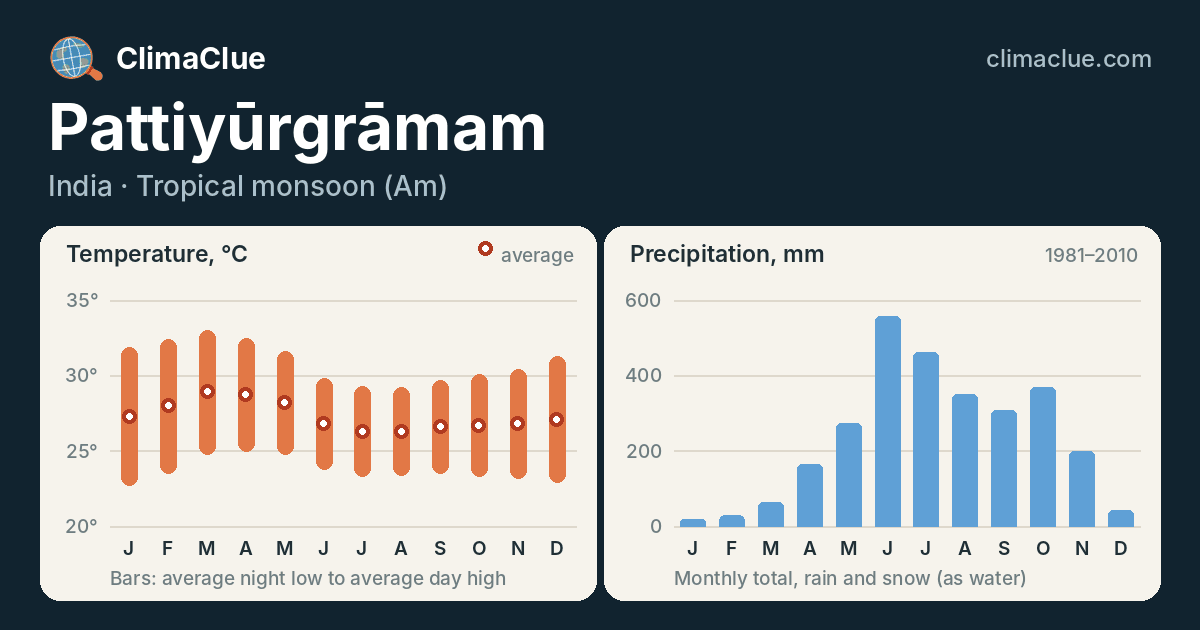 ClimaClue
climaclue.com
Pattiyūrgrāmam
India · Tropical monsoon (Am)
Temperature, °C
average
35°
30°
25°
20°
J F M A M J J A S O N D
Bars: average night low to average day high
Precipitation, mm
1981–2010
600
400
200
0
J F M A M J J A S O N D
Monthly total, rain and snow (as water)